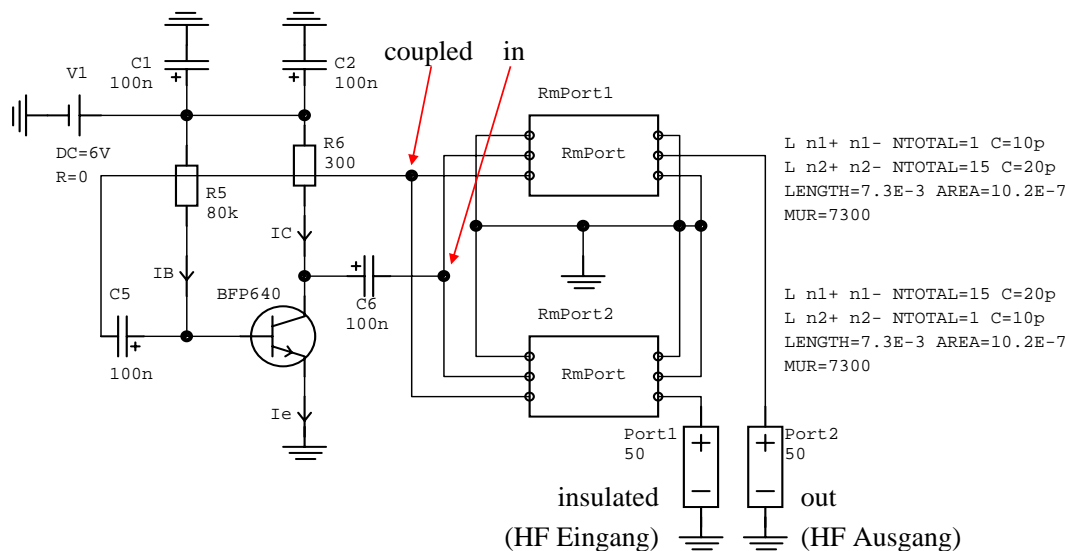 coupled in
C1
100n
C2
100n
V1
DC=6V
R=0
R6
300
R5
80k
IC
IB
C5
100n
BFP640
C6
100n
Ie
RmPort1
RmPort
L n1+ n1- NTOTAL=1 C=10p
L n2+ n2- NTOTAL=15 C=20p
LENGTH=7.3E-3 AREA=10.2E-7
MUR=7300
RmPort2
RmPort
L n1+ n1- NTOTAL=15 C=20p
L n2+ n2- NTOTAL=1 C=10p
LENGTH=7.3E-3 AREA=10.2E-7
MUR=7300
Port1
50
Port2
50
insulated
(HF Eingang)
out
(HF Ausgang)